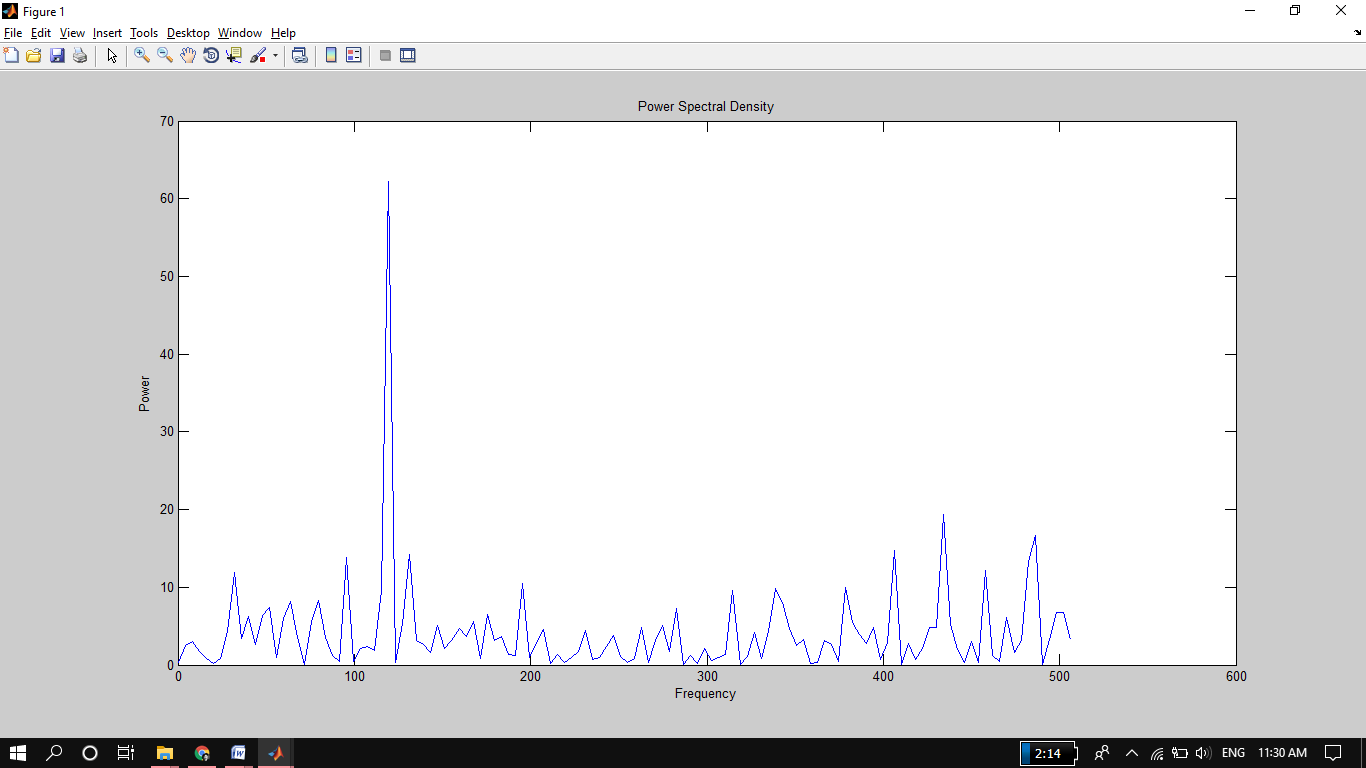 Figure 1
File Edit View Insert Tools Desktop Window Help
Power Spectral Density
70
60
50
40
30
20
10
0
Power
0 100 200 300 400 500 600
Frequency
2:14 ENG 11:30 AM